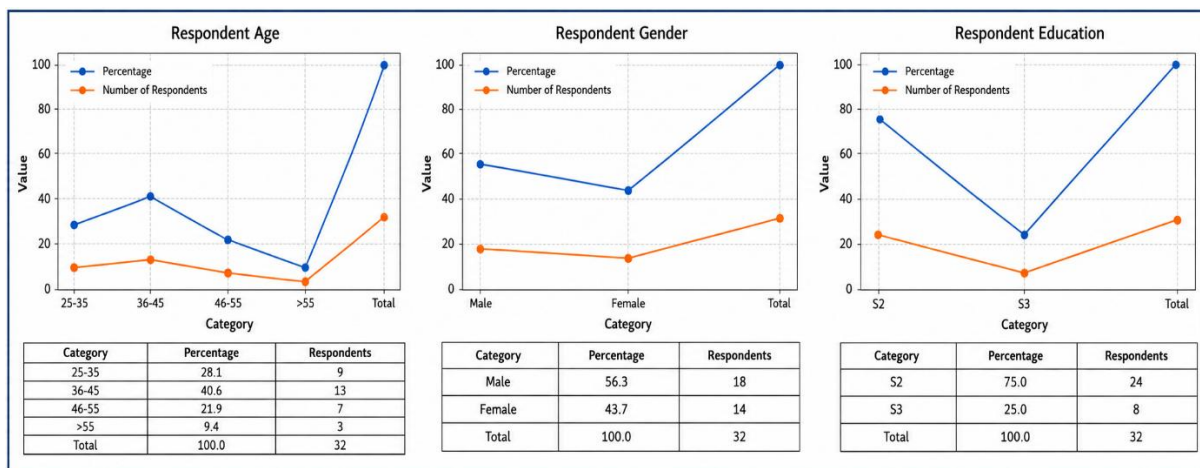 Respondent Age
Percentage
Number of Respondents
Value
100
80
60
40
20
0
25-35 36-45 46-55 >55 Total
Category
Category Percentage Respondents
25-35 28.1 9
36-45 40.6 13
46-55 21.9 7
>55 9.4 3
Total 100.0 32
Respondent Gender
Percentage
Number of Respondents
Value
100
80
60
40
20
0
Male Female Total
Category
Category Percentage Respondents
Male 56.3 18
Female 43.7 14
Total 100.0 32
Respondent Education
Percentage
Number of Respondents
Value
100
80
60
40
20
0
S2 S3 Total
Category
Category Percentage Respondents
S2 75.0 24
S3 25.0 8
Total 100.0 32